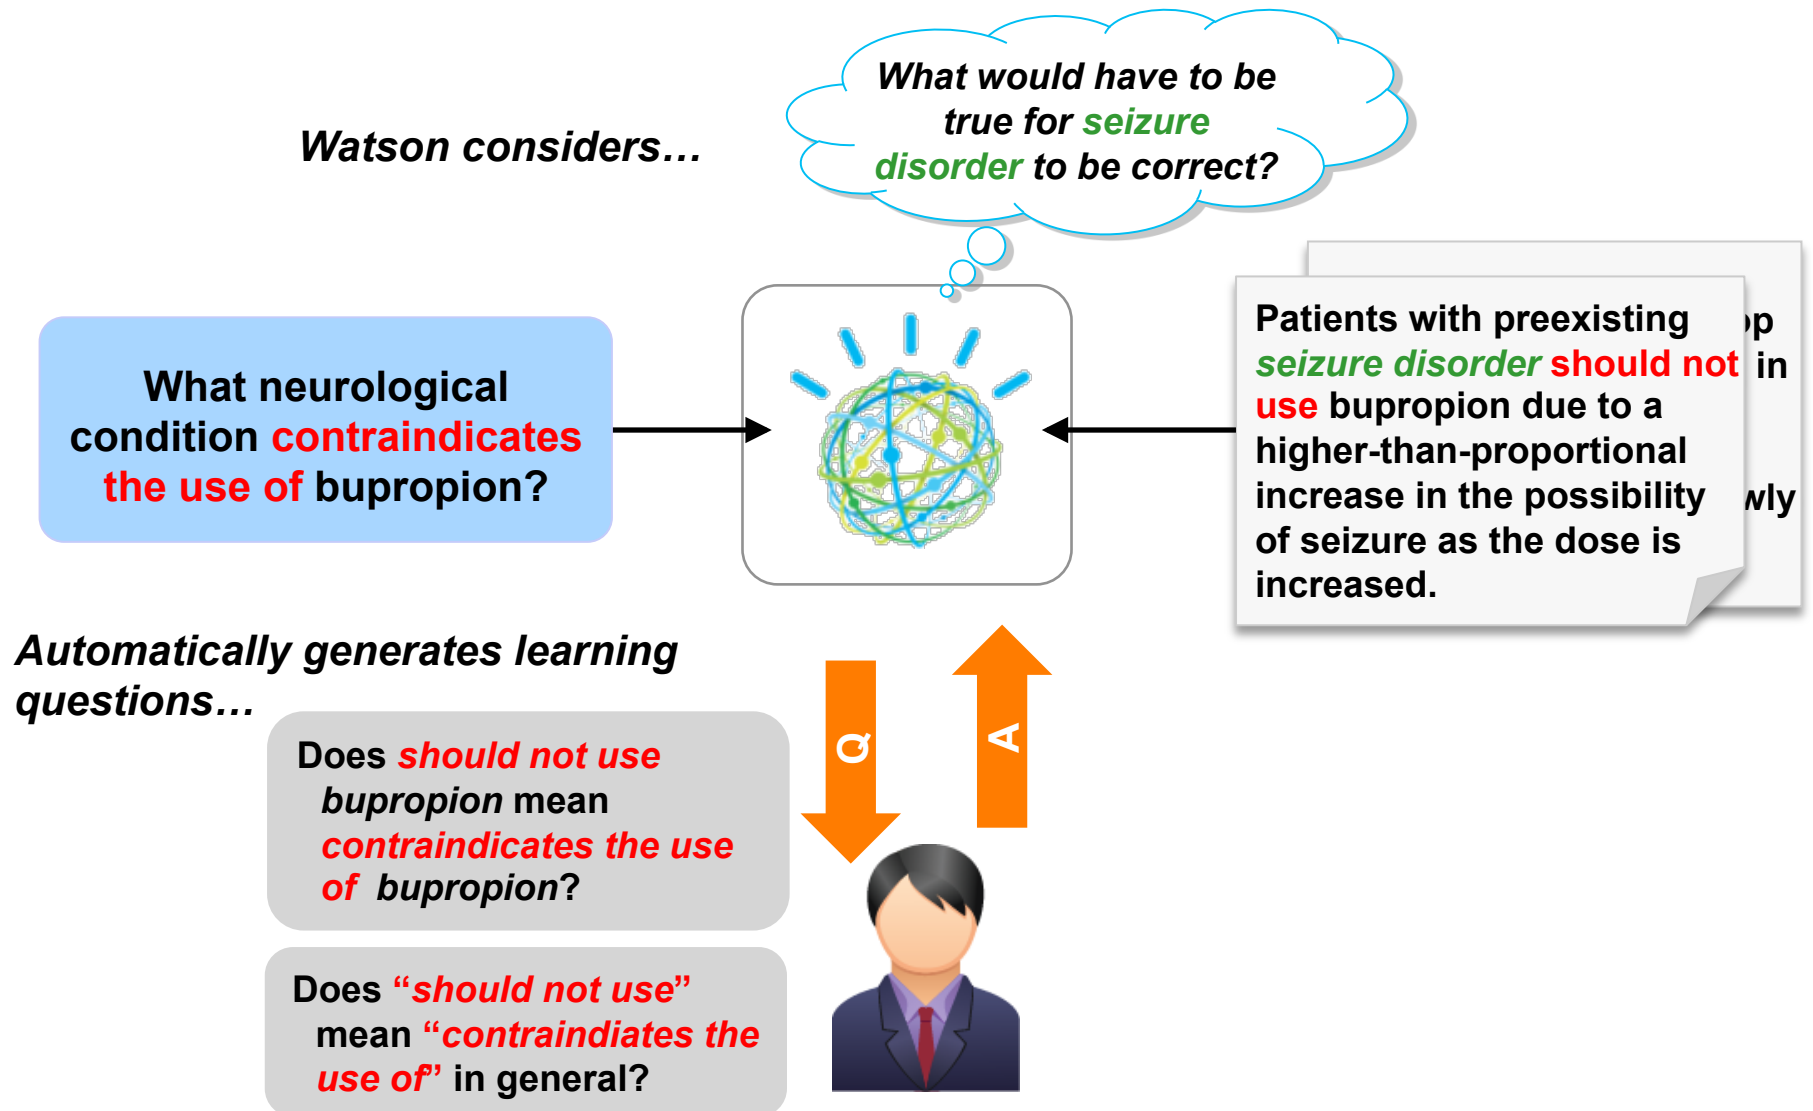 What would have to be
true for seizure
disorder to be correct?
Watson considers…
What neurological
condition contraindicates
the use of bupropion?
Patients with preexisting
seizure disorder should not
use bupropion due to a
higher-than-proportional
increase in the possibility
of seizure as the dose is
increased.
in
Automatically generates learning
questions…
Q
A
Does should not use
bupropion mean
contraindicates the use
of bupropion?
Does “should not use”
mean “contraindiates the
use of” in general?